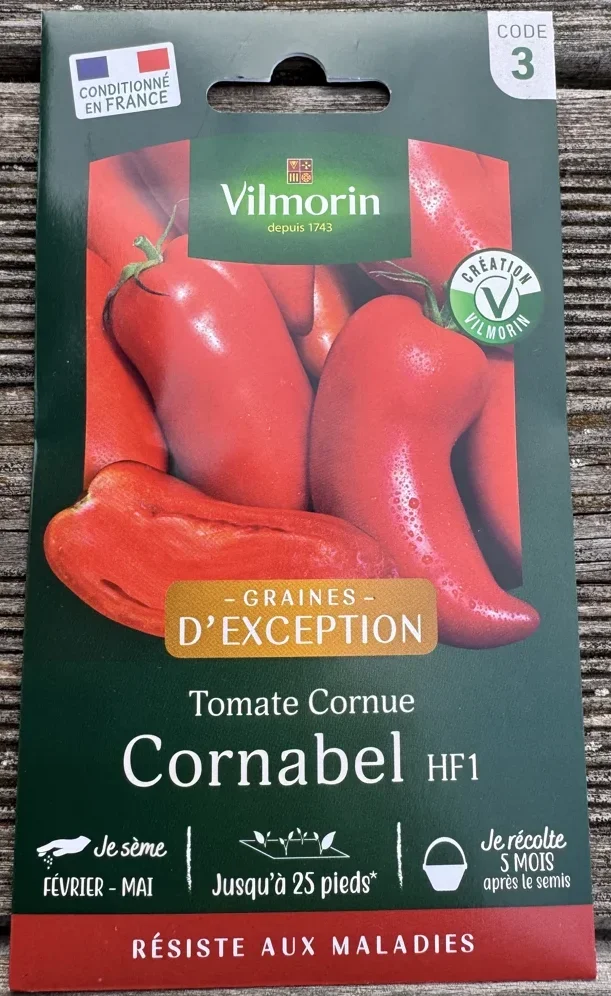 CONDITIONNÉ
EN FRANCE
CODE
3
Vilmorin
depuis 1743
CRÉATION
VILMORIN
- GRAINES -
D'EXCEPTION
Tomate Cornue
Cornabel HF1
Je sème
FÉVRIER - MAI
Jusqu'à 25 pieds*
Je récolte
5 MOIS
après le semis
RÉSISTE AUX MALADIES